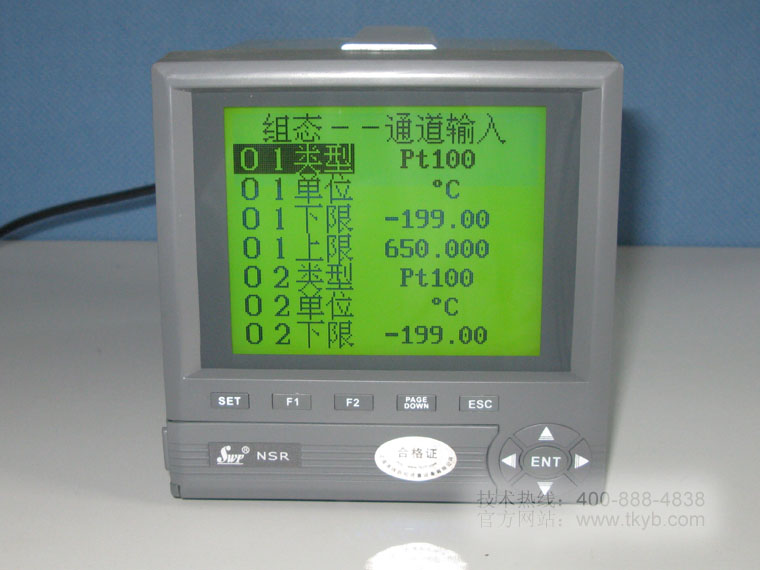 组态--通道输入
01类型 Pt100
01单位 °C
01下限 -199.00
01上限 650.000
02类型 Pt100
02单位 °C
02下限 -199.00
SET F1 F2 PAGE DOWN ESC
SWP® NSR
合格证
ENT
技术热线：400-888-4838
官方网站：www.tkyb.com